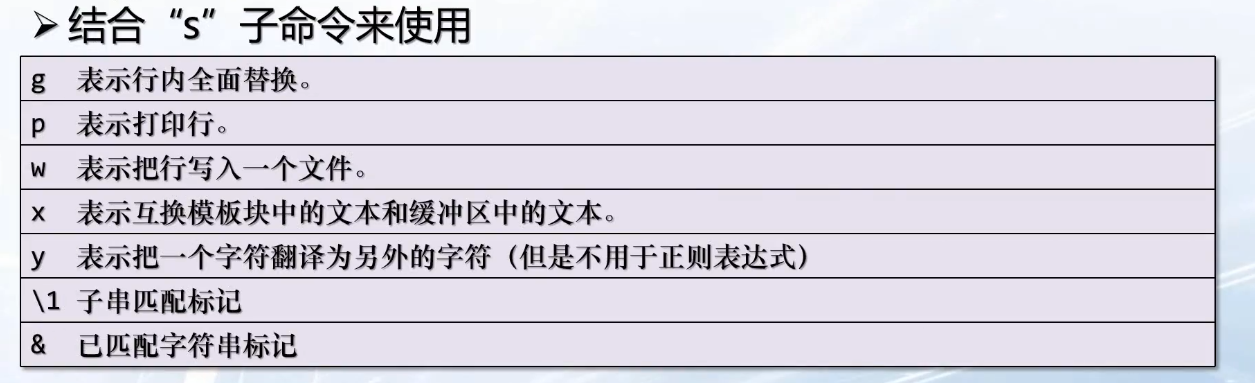 ➢结合“s”子命令来使用
g 表示行内全面替换。
p 表示打印行。
w 表示把行写入一个文件。
x 表示互换模板块中的文本和缓冲区中的文本。
y 表示把一个字符翻译为另外的字符（但是不用于正则表达式）
\1 子串匹配标记
& 已匹配字符串标记